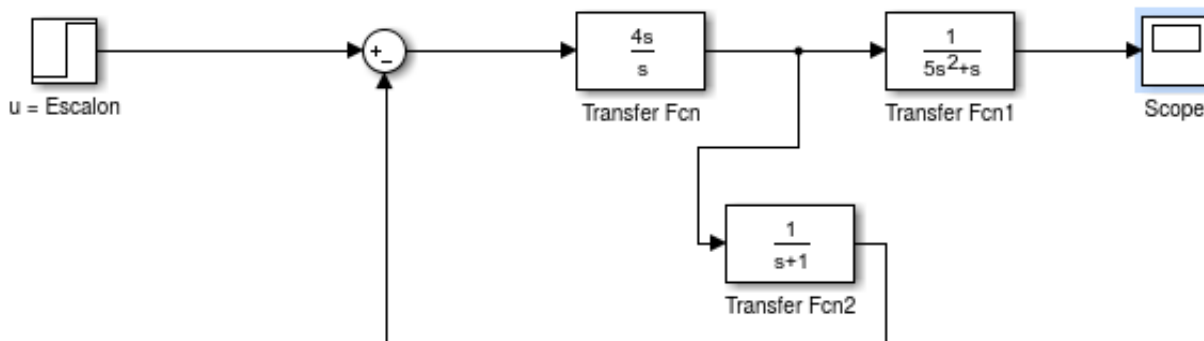 +
−
4s
s
1
5s²+s
u = Escalon
Transfer Fcn
Transfer Fcn1
Scope
1
s+1
Transfer Fcn2